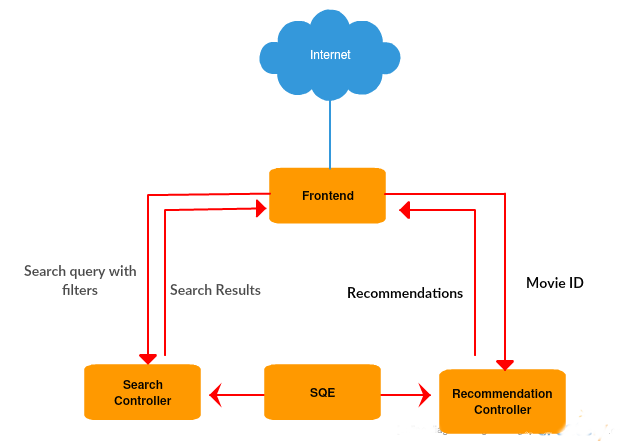 Internet
Frontend
Search query with
filters
Search Results
Recommendations
Movie ID
Search
Controller
SQE
Recommendation
Controller